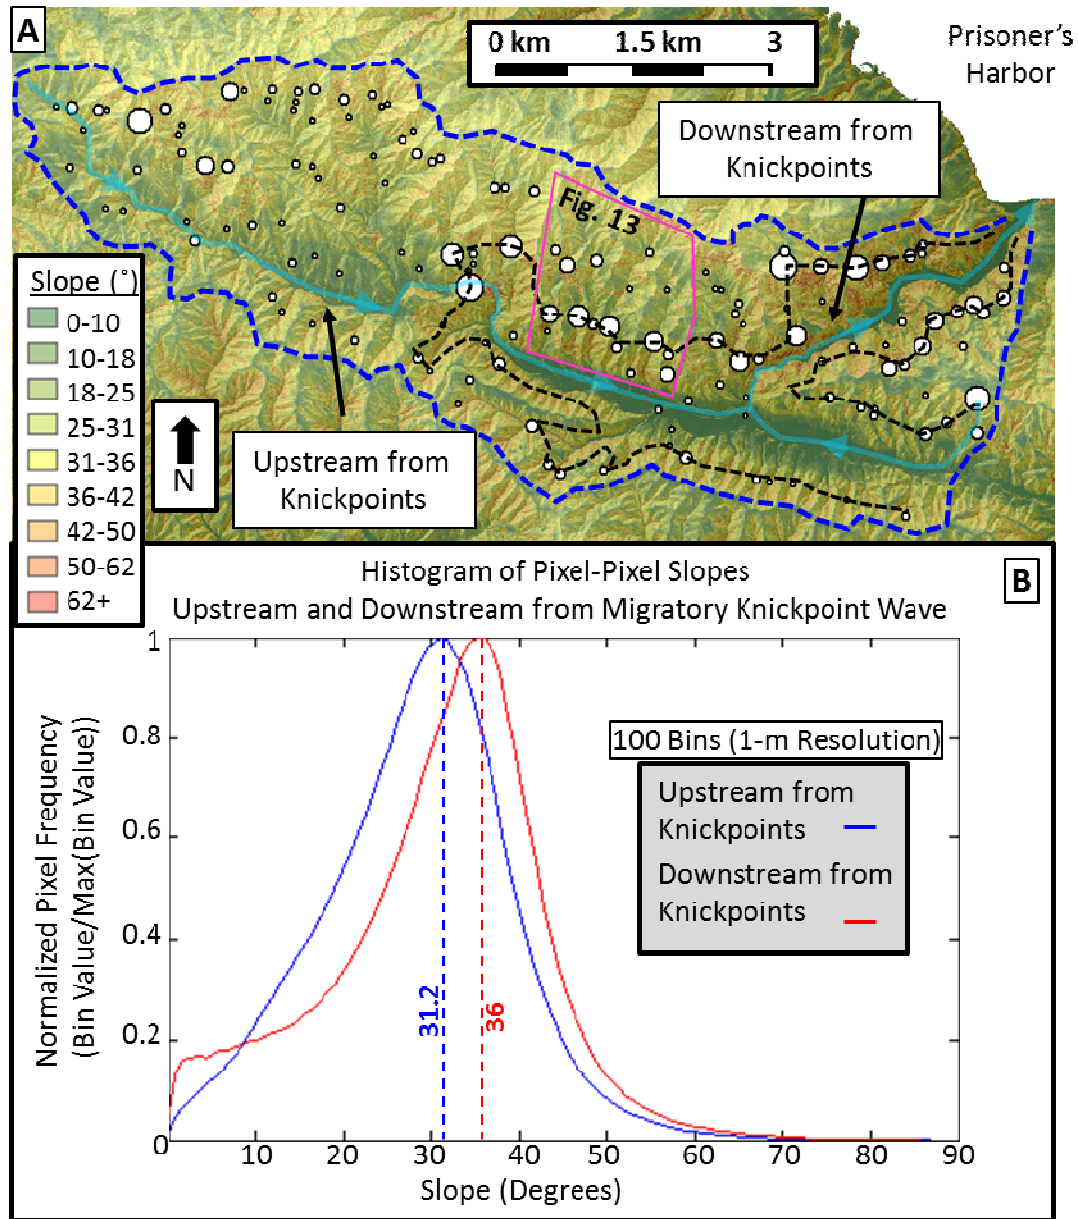 A
0 km 1.5 km 3
Prisoner's
Harbor
Downstream from
Knickpoints
Fig. 13
Slope (°)
0-10
10-18
18-25
25-31
31-36
36-42
42-50
50-62
62+
N
Upstream from
Knickpoints
B
Histogram of Pixel-Pixel Slopes
Upstream and Downstream from Migratory Knickpoint Wave
Normalized Pixel Frequency
(Bin Value/Max(Bin Value))
1
0.8
0.6
0.4
0.2
0
100 Bins (1-m Resolution)
Upstream from
Knickpoints
Downstream from
Knickpoints
31.2
36
10 20 30 40 50 60 70 80 90
Slope (Degrees)